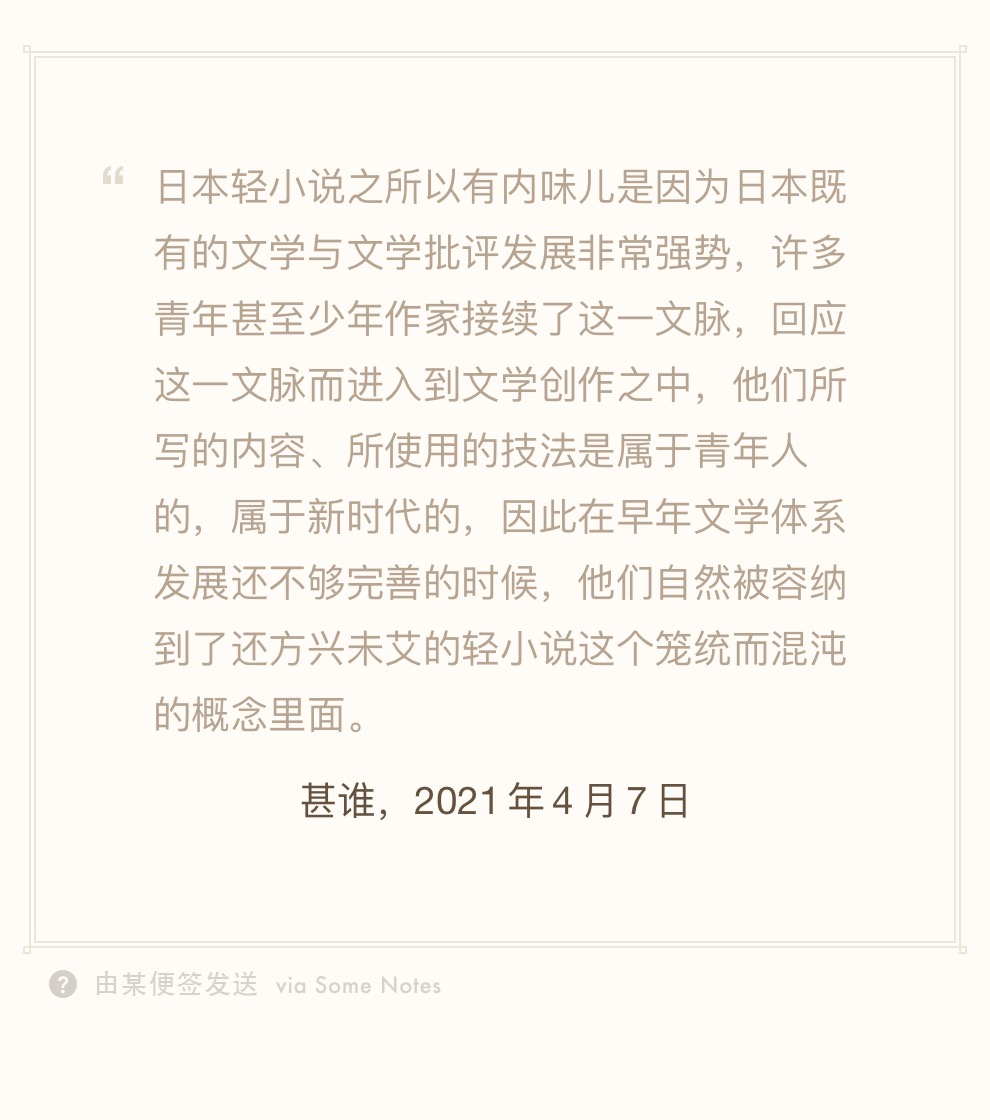 “日本轻小说之所以有内味儿是因为日本既
有的文学与文学批评发展非常强势，许多
青年甚至少年作家接续了这一文脉，回应
这一文脉而进入到文学创作之中，他们所
写的内容、所使用的技法是属于青年人
的，属于新时代的，因此在早年文学体系
发展还不够完善的时候，他们自然被容纳
到了还方兴未艾的轻小说这个笼统而混沌
的概念里面。
甚谁，2021 年 4 月 7 日
? 由某便签发送 via Some Notes